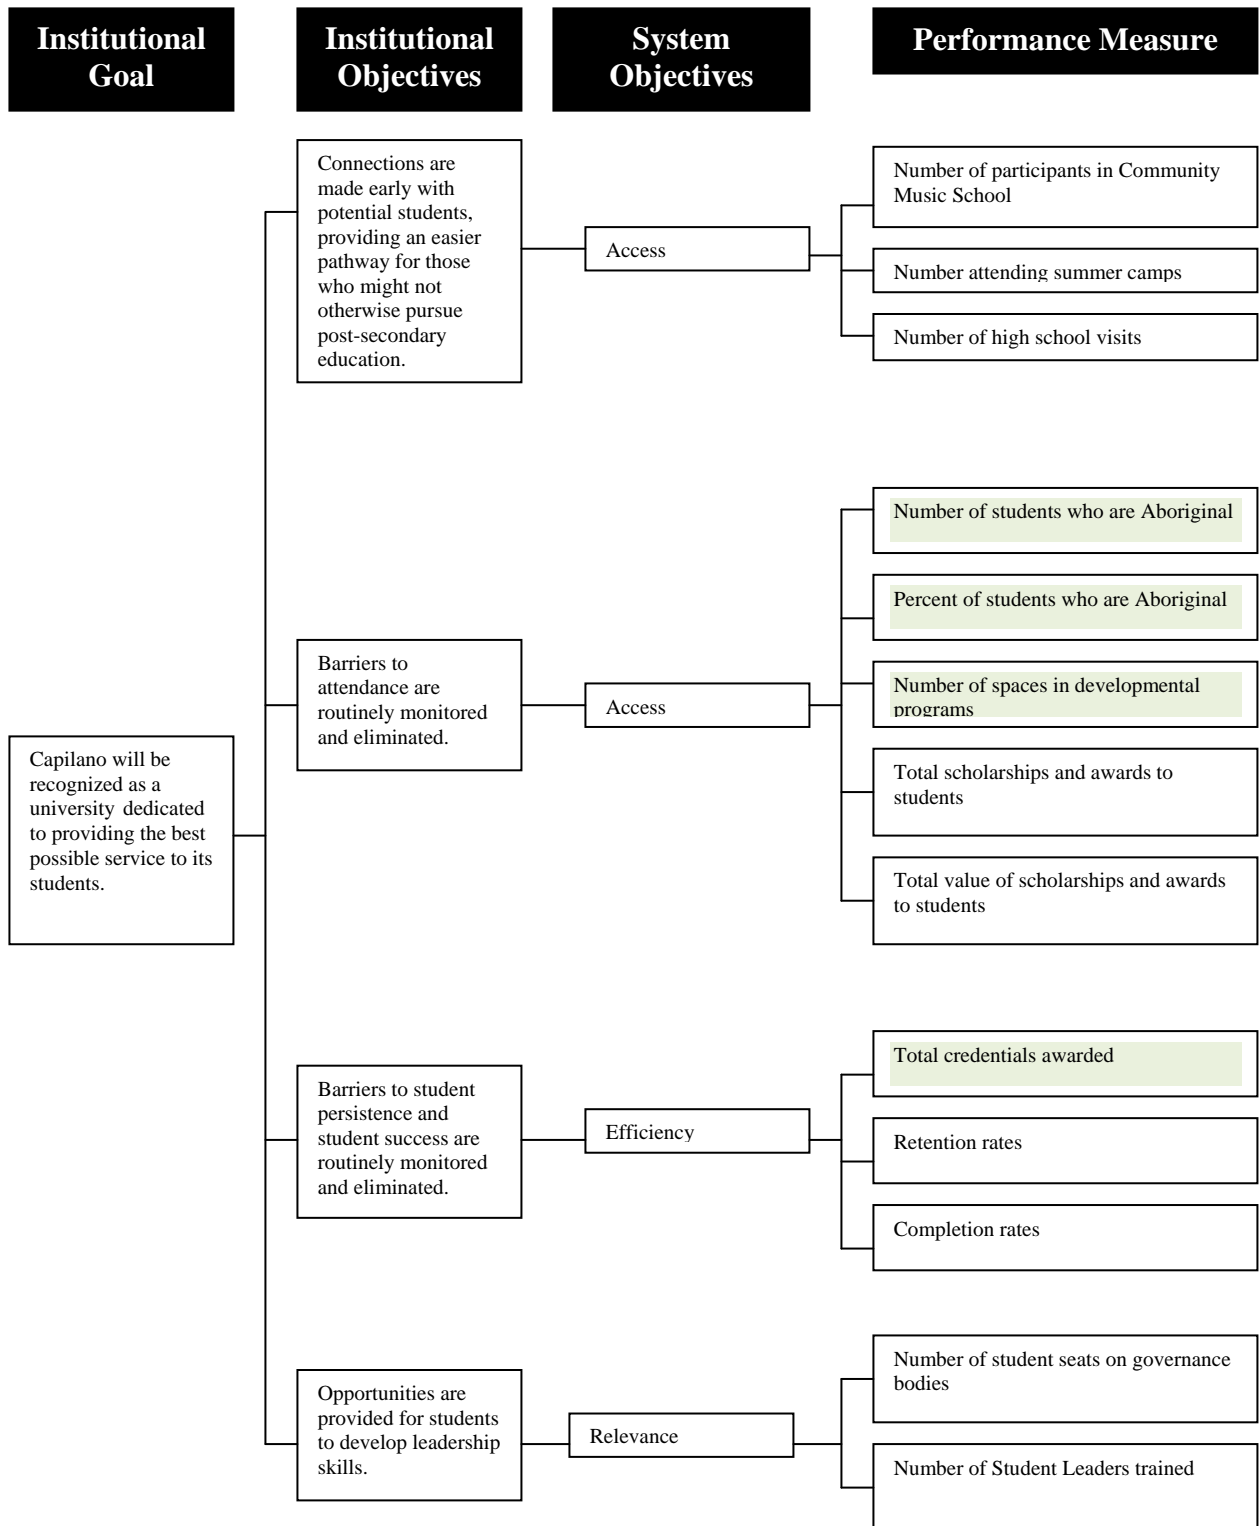 Institutional
Goal
Institutional
Objectives
System
Objectives
Performance Measure
Connections are
made early with
potential students,
providing an easier
pathway for those
who might not
otherwise pursue
post-secondary
education.
Access
Number of participants in Community
Music School
Number attending summer camps
Number of high school visits
Capilano will be
recognized as a
university dedicated
to providing the best
possible service to its
students.
Barriers to
attendance are
routinely monitored
and eliminated.
Access
Number of students who are Aboriginal
Percent of students who are Aboriginal
Number of spaces in developmental
programs
Total scholarships and awards to
students
Total value of scholarships and awards
to students
Barriers to student
persistence and
student success are
routinely monitored
and eliminated.
Efficiency
Total credentials awarded
Retention rates
Completion rates
Opportunities are
provided for students
to develop leadership
skills.
Relevance
Number of student seats on governance
bodies
Number of Student Leaders trained